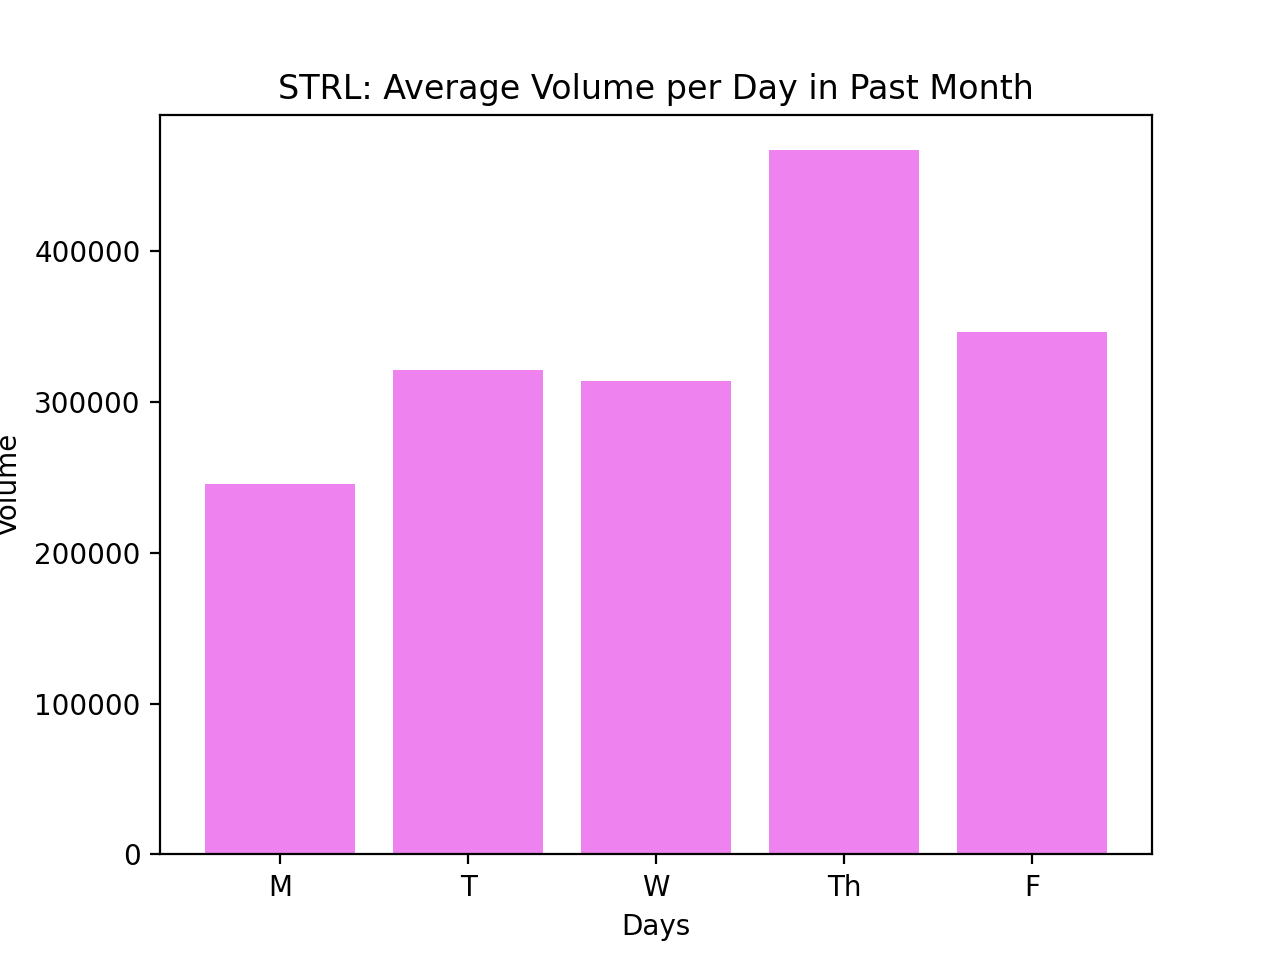 STRL: Average Volume per Day in Past Month
400000
300000
200000
100000
0
Volume
M T W Th F
Days